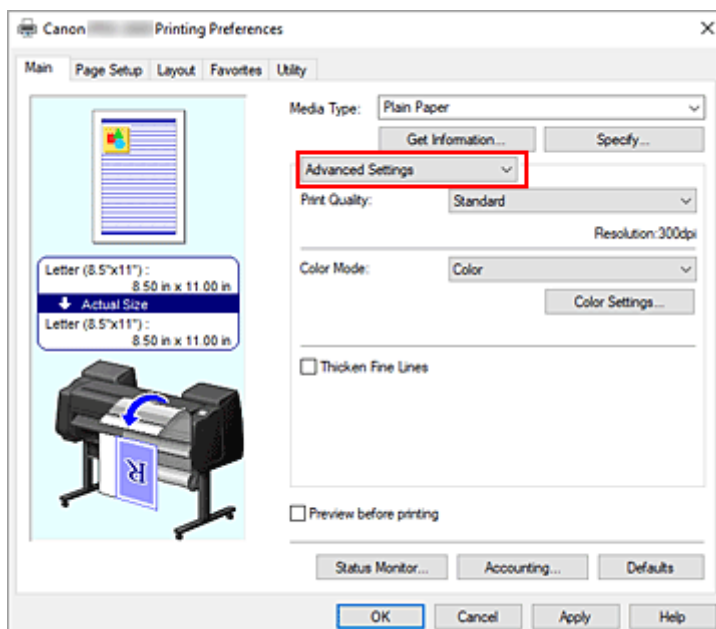 Canon Printing Preferences
Main Page Setup Layout Favorites Utility
Media Type: Plain Paper
Get Information... Specify...
Advanced Settings
Print Quality: Standard
Resolution:300dpi
Color Mode: Color
Color Settings...
Thicken Fine Lines
Letter (8.5"x11") :
8.50 in x 11.00 in
Actual Size
Letter (8.5"x11") :
8.50 in x 11.00 in
R
Preview before printing
Status Monitor... Accounting... Defaults
OK Cancel Apply Help